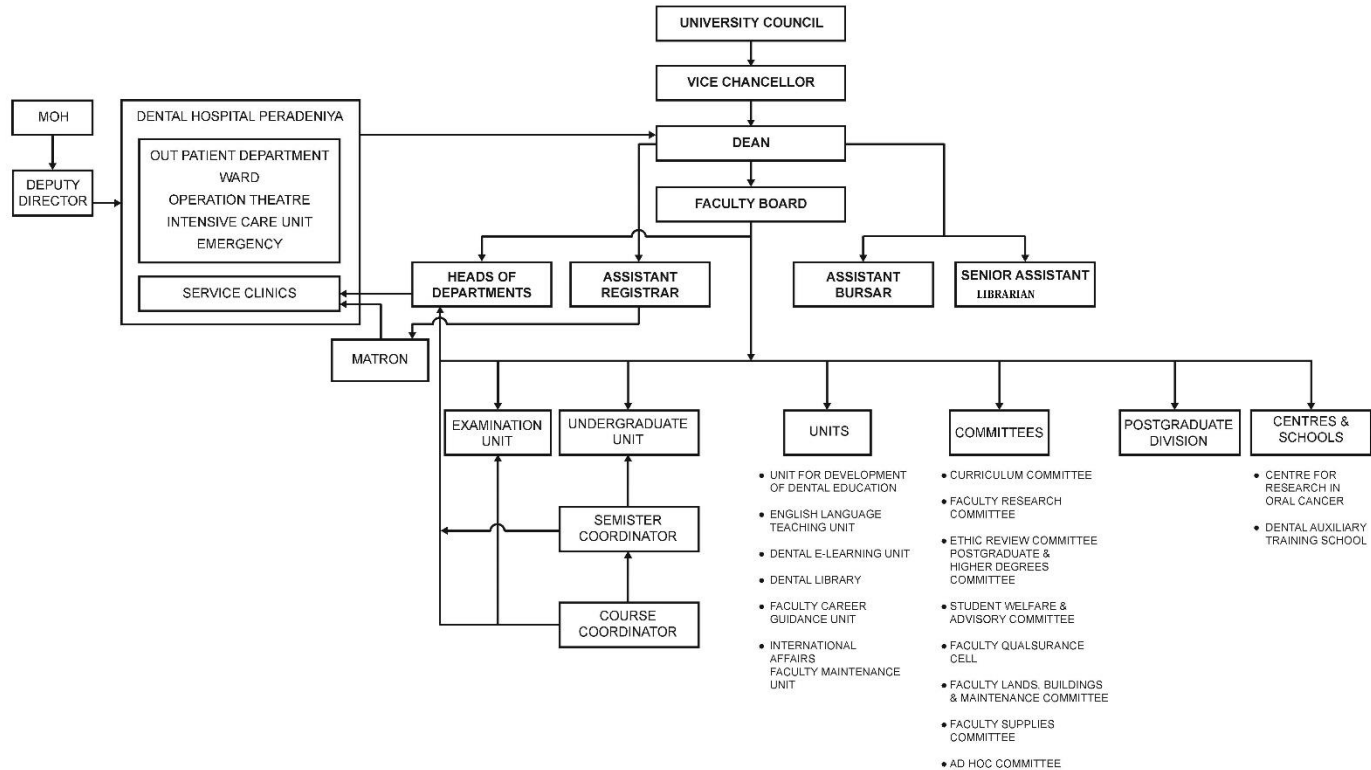 UNIVERSITY COUNCIL
VICE CHANCELLOR
MOH
DENTAL HOSPITAL PERADENIYA
DEAN
OUT PATIENT DEPARTMENT
WARD
OPERATION THEATRE
INTENSIVE CARE UNIT
EMERGENCY
DEPUTY
DIRECTOR
FACULTY BOARD
SERVICE CLINICS
HEADS OF
DEPARTMENTS
ASSISTANT
REGISTRAR
ASSISTANT
BURSAR
SENIOR ASSISTANT
LIBRARIAN
MATRON
EXAMINATION
UNIT
UNDERGRADUATE
UNIT
UNITS
COMMITTEES
POSTGRADUATE
DIVISION
CENTRES &
SCHOOLS
SEMISTER
COORDINATOR
COURSE
COORDINATOR
• UNIT FOR DEVELOPMENT
OF DENTAL EDUCATION
• ENGLISH LANGUAGE
TEACHING UNIT
• DENTAL E-LEARNING UNIT
• DENTAL LIBRARY
• FACULTY CAREER
GUIDANCE UNIT
• INTERNATIONAL
AFFAIRS
FACULTY MAINTENANCE
UNIT
• CURRICULUM COMMITTEE
• FACULTY RESEARCH
COMMITTEE
• ETHIC REVIEW COMMITTEE
POSTGRADUATE &
HIGHER DEGREES
COMMITTEE
• STUDENT WELFARE &
ADVISORY COMMITTEE
• FACULTY QUALSURANCE
CELL
• FACULTY LANDS, BUILDINGS
& MAINTENANCE COMMITTEE
• FACULTY SUPPLIES
COMMITTEE
• AD HOC COMMITTEE
• CENTRE FOR
RESEARCH IN
ORAL CANCER
• DENTAL AUXILIARY
TRAINING SCHOOL